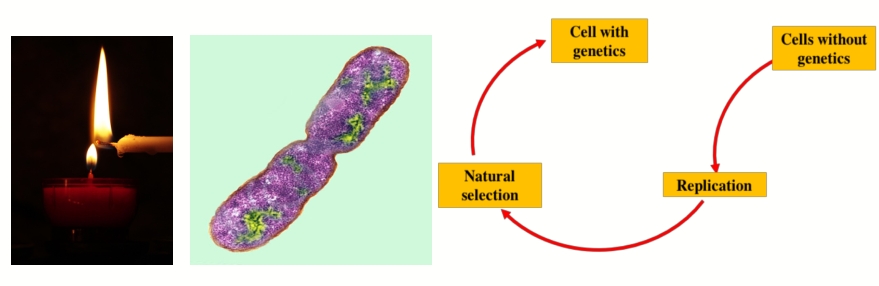 Cell with
genetics
Cells without
genetics
Natural
selection
Replication